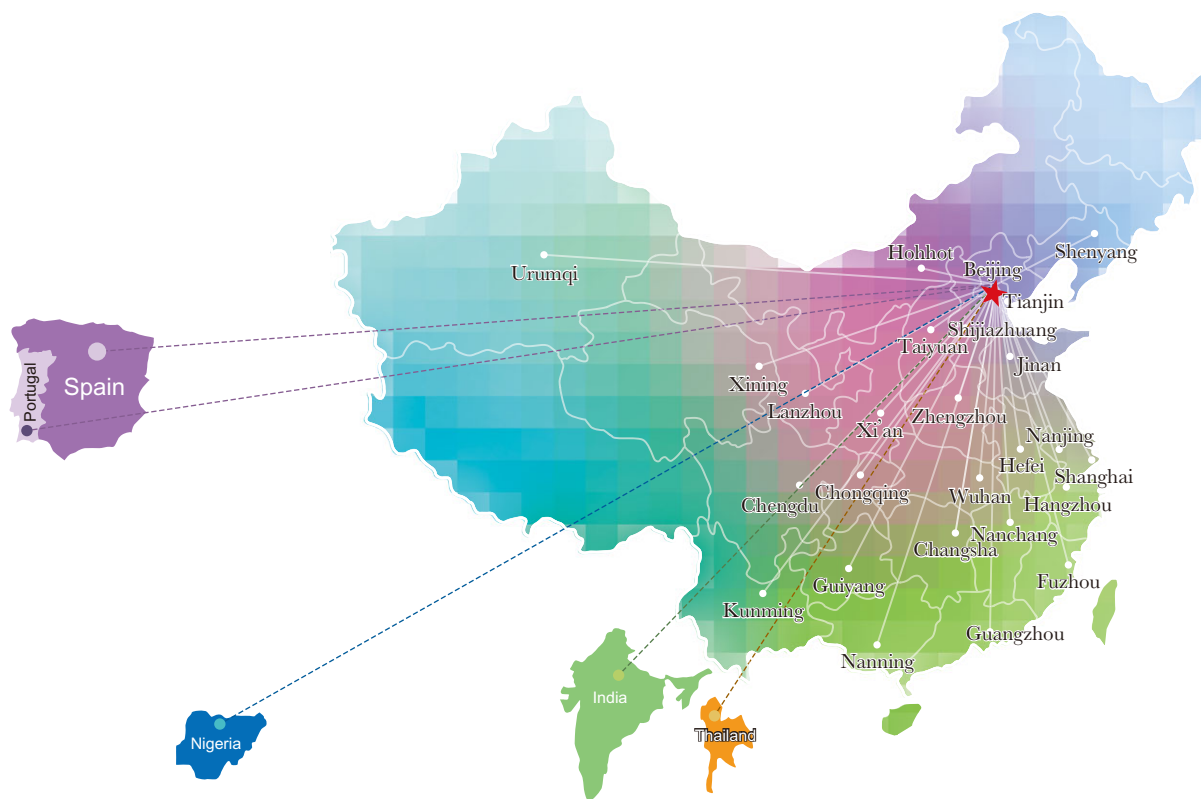 Hohhot
Shenyang
Beijing
Urumqi
Tianjin
Shijiazhuang
Taiyuan
Jinan
Portugal
Spain
Xining
Lanzhou
Zhengzhou
Xi'an
Nanjing
Hefei
Shanghai
Chengdu
Chongqing
Wuhan
Hangzhou
Nanchang
Changsha
Guiyang
Fuzhou
Kunming
Guangzhou
Nanning
India
Thailand
Nigeria